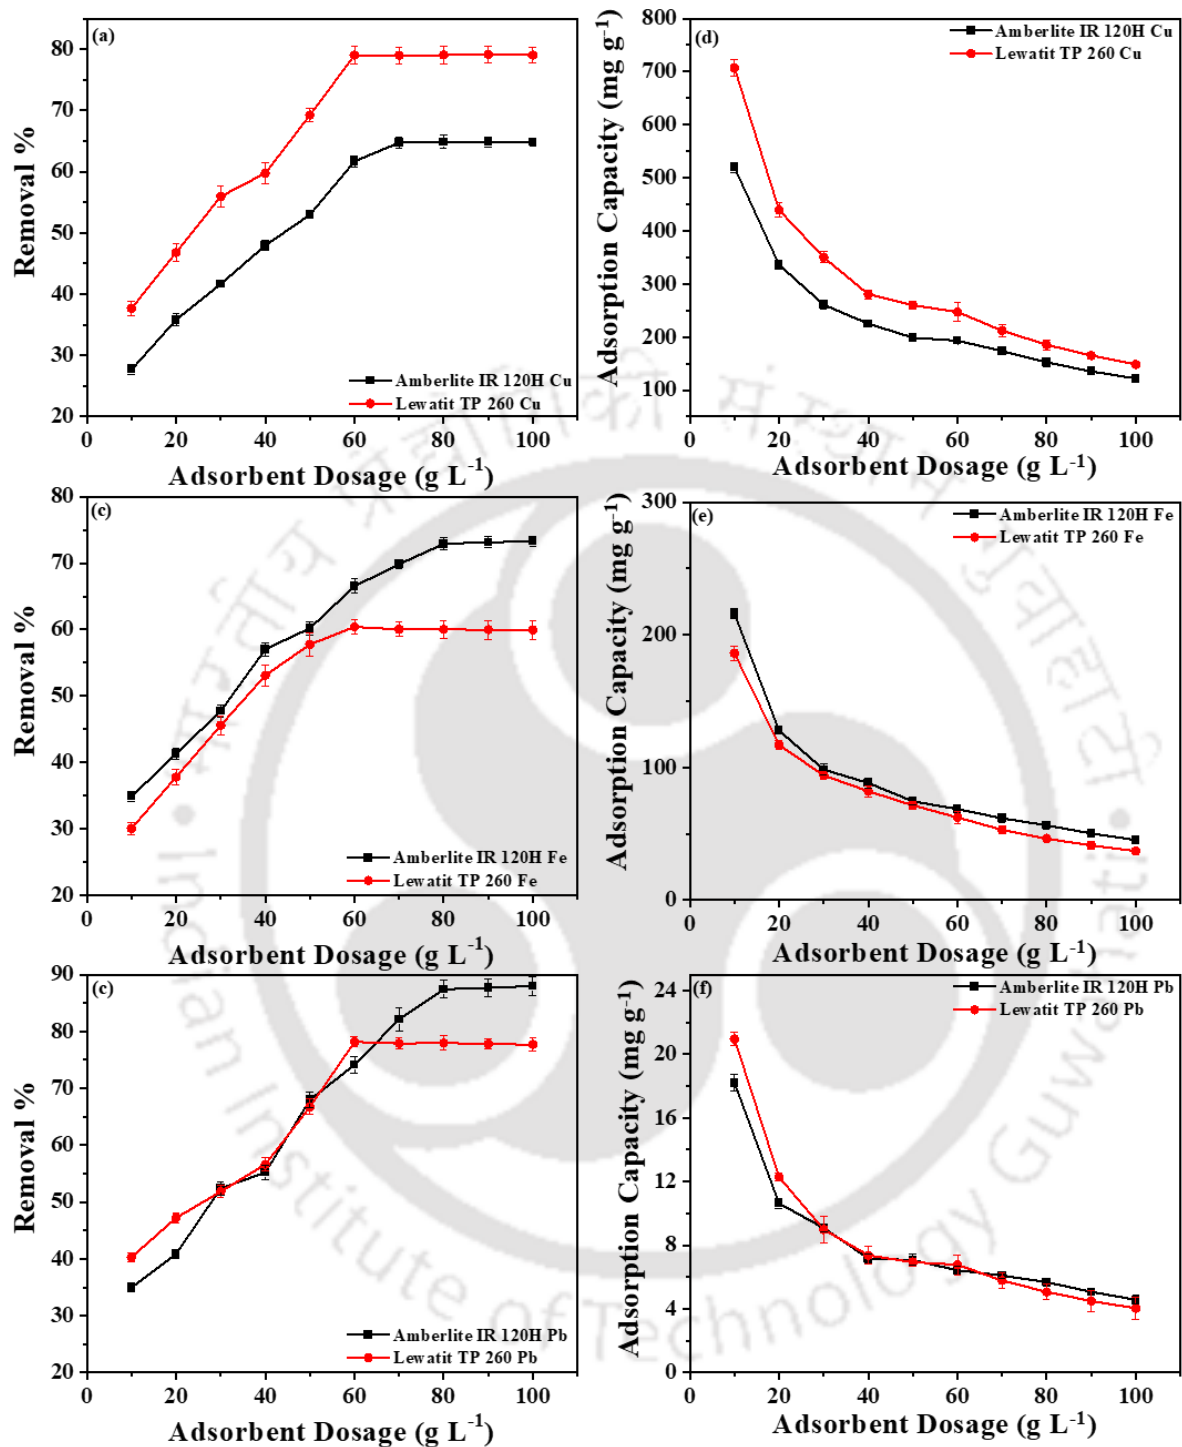 (a)
Removal %
80
70
60
50
40
30
20
Amberlite IR 120H Cu
Lewatit TP 260 Cu
0 20 40 60 80 100
Adsorbent Dosage (g L-1)
(d)
Adsorption Capacity (mg g-1)
800
700
600
500
400
300
200
100
Amberlite IR 120H Cu
Lewatit TP 260 Cu
0 20 40 60 80 100
Adsorbent Dosage (g L-1)
(c)
Removal %
80
70
60
50
40
30
20
Amberlite IR 120H Fe
Lewatit TP 260 Fe
0 20 40 60 80 100
Adsorbent Dosage (g L-1)
(e)
Adsorption Capacity (mg g-1)
300
200
100
0
Amberlite IR 120H Fe
Lewatit TP 260 Fe
0 20 40 60 80 100
Adsorbent Dosage (g L-1)
(c)
Removal %
90
80
70
60
50
40
30
20
Amberlite IR 120H Pb
Lewatit TP 260 Pb
0 20 40 60 80 100
Adsorbent Dosage (g L-1)
(f)
Adsorption Capacity (mg g-1)
24
20
16
12
8
4
0
Amberlite IR 120H Pb
Lewatit TP 260 Pb
0 20 40 60 80 100
Adsorbent Dosage (g L-1)
भारतीय प्रौद्योगिकी संस्थान गुवाहाटी
Indian Institute of Technology Guwahati